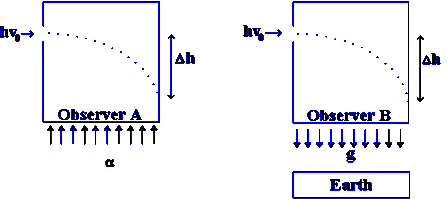 hν₀
Δh
Observer A
α
hν₀
Δh
Observer B
g
Earth